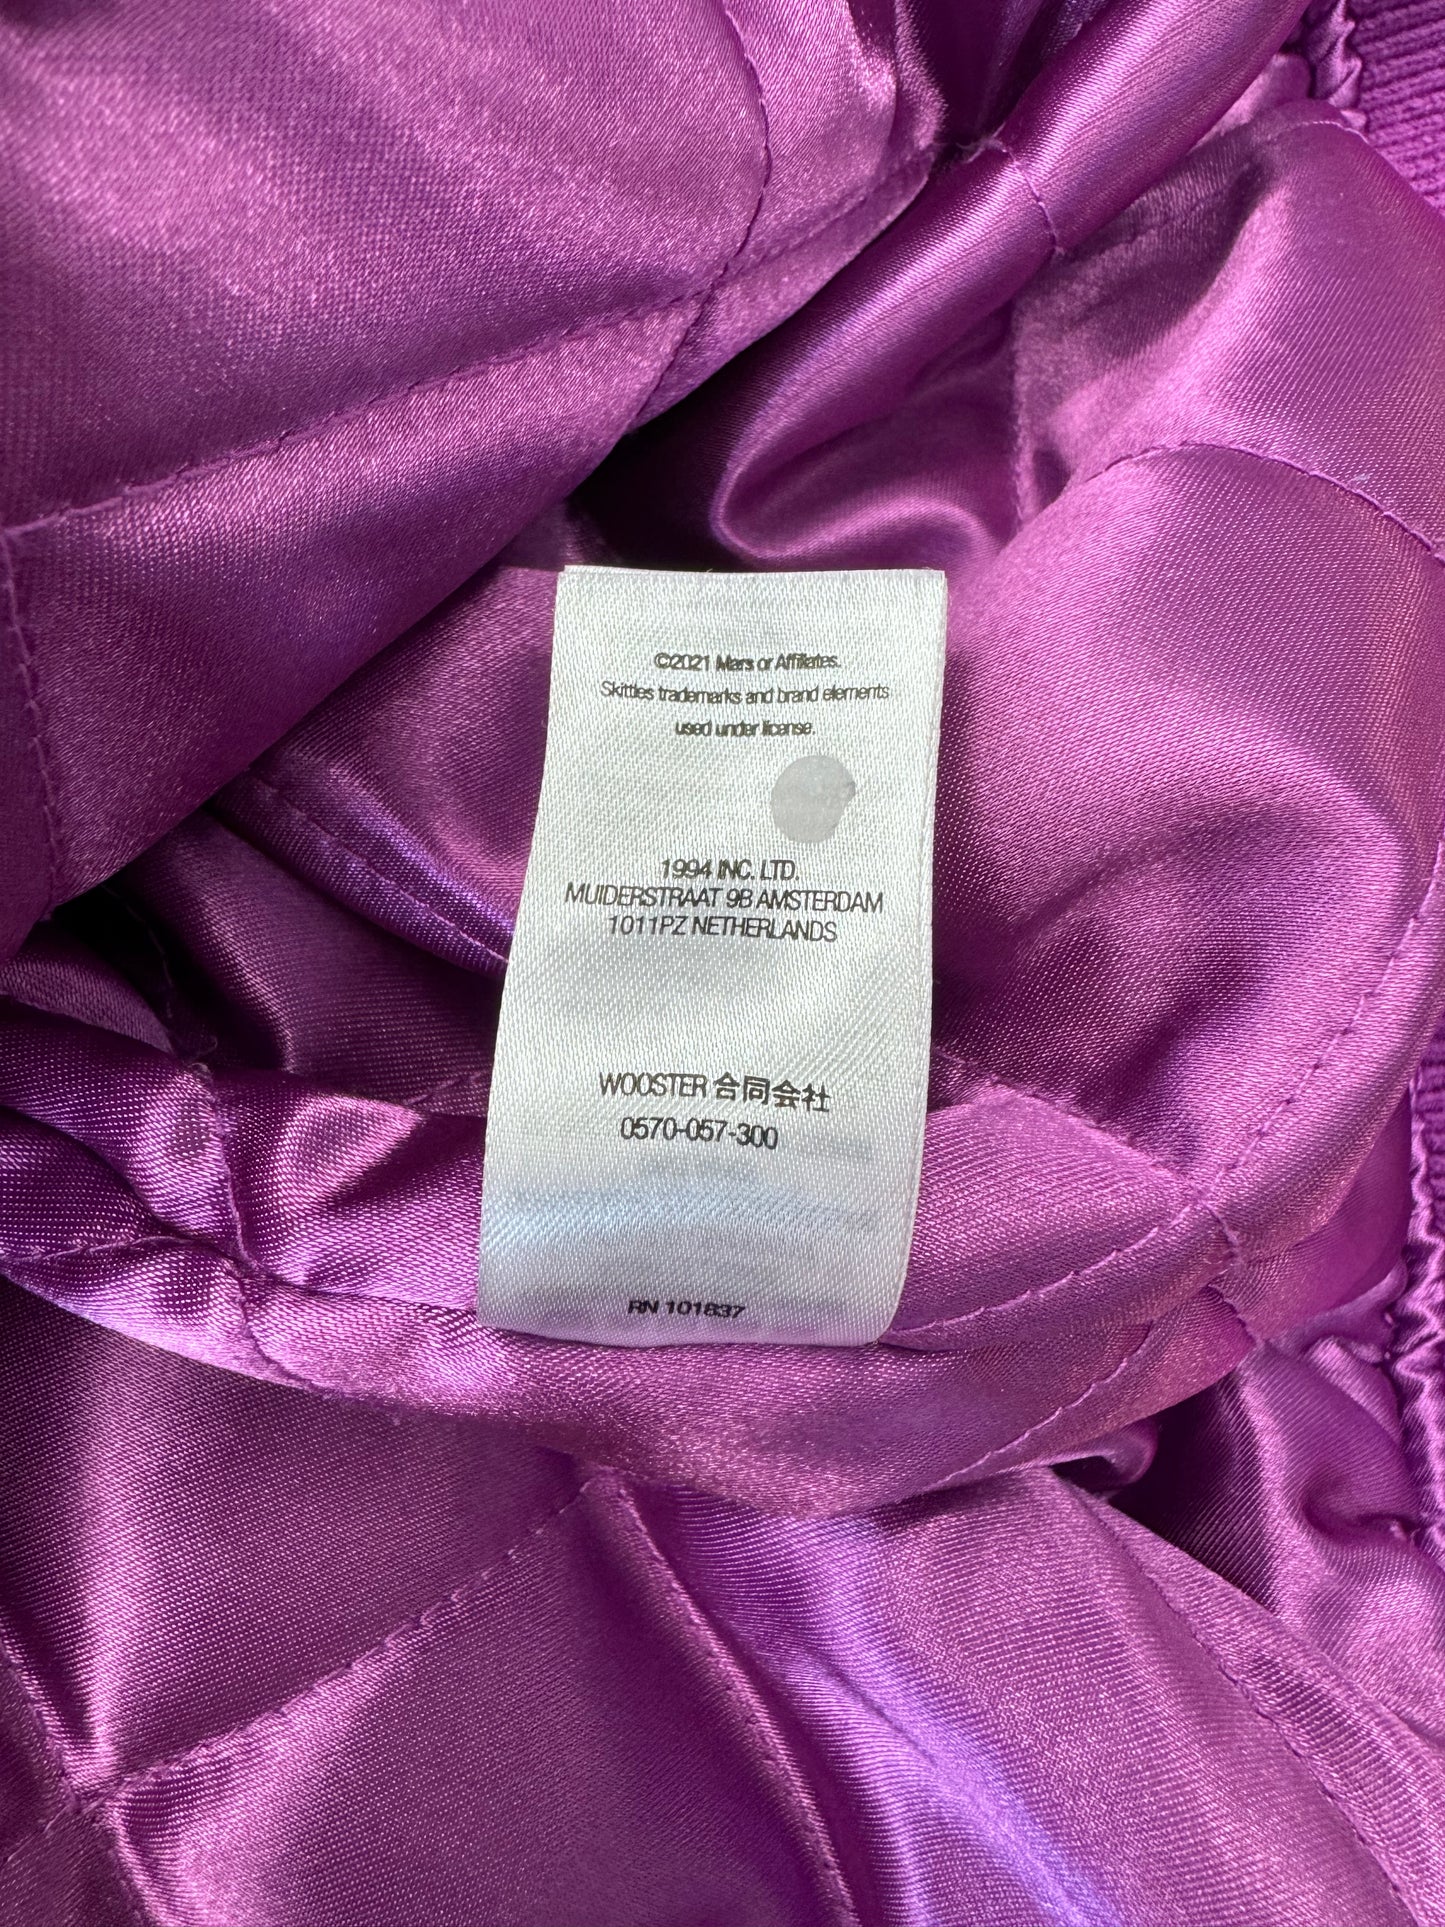 ©2021 Mars or Affiliates.
Skittles trademarks and brand elements
used under license.
1994 INC. LTD.
MUIDERSTRAAT 9B AMSTERDAM
1011PZ NETHERLANDS
WOOSTER 合同会社
0570-057-300
RN 101837